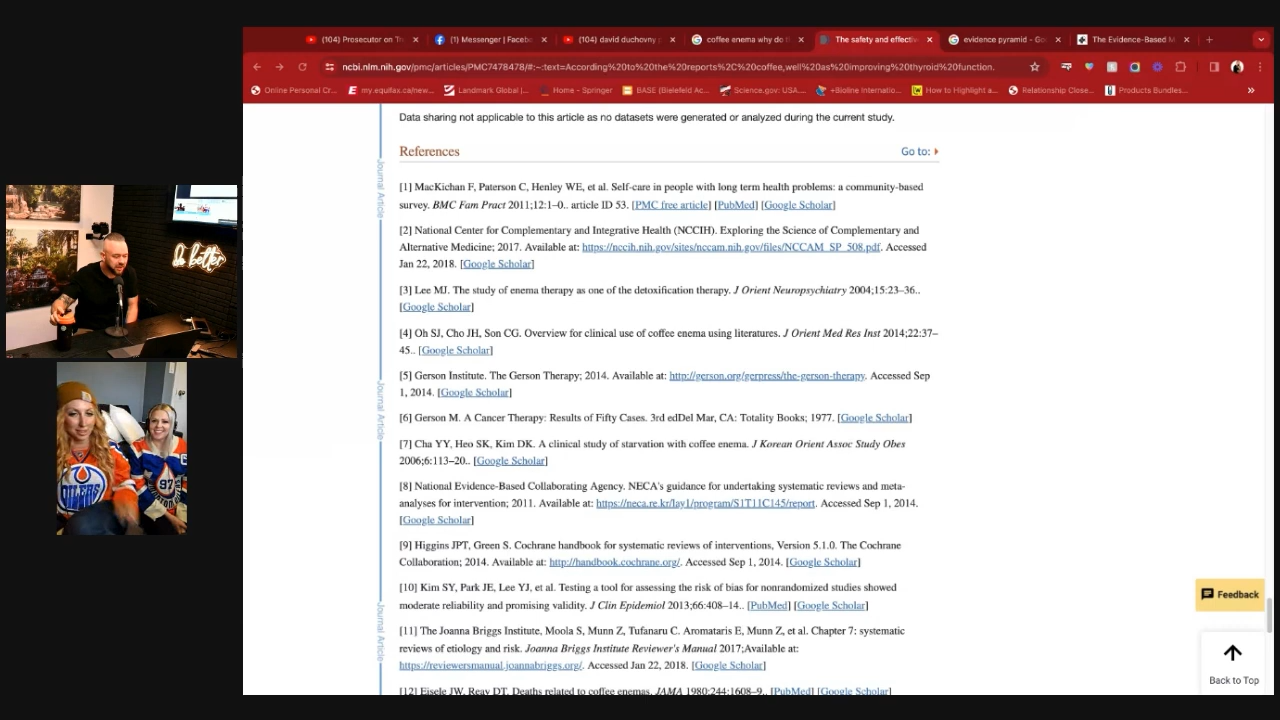 (104) Prosecutor on Th
(1) Messenger | Faceb
(104) david duchovny
coffee enema why do
The safety and effectiv
evidence pyramid - Go
The Evidence-Based M
ncbi.nlm.nih.gov/pmc/articles/PMC7478478/#:~:text=According%20to%20the%20reports%2C%20coffee,well%20as%20improving%20thyroid%20function.
Online Personal Cr...
my.equifax.ca/new...
Landmark Global |...
Home - Springer
BASE (Bielefeld Ac...
Science.gov: USA....
+Bioline Internatio...
How to Highlight a...
Relationship Close...
Products Bundles...
Data sharing not applicable to this article as no datasets were generated or analyzed during the current study.
References
Go to:
[1] MacKichan F, Paterson C, Henley WE, et al. Self-care in people with long term health problems: a community-based
survey. BMC Fam Pract 2011;12:1–0.. article ID 53. [PMC free article] [PubMed] [Google Scholar]
[2] National Center for Complementary and Integrative Health (NCCIH). Exploring the Science of Complementary and
Alternative Medicine; 2017. Available at: https://nccih.nih.gov/sites/nccam.nih.gov/files/NCCAM_SP_508.pdf. Accessed
Jan 22, 2018. [Google Scholar]
[3] Lee MJ. The study of enema therapy as one of the detoxification therapy. J Orient Neuropsychiatry 2004;15:23–36..
[Google Scholar]
[4] Oh SJ, Cho JH, Son CG. Overview for clinical use of coffee enema using literatures. J Orient Med Res Inst 2014;22:37–
45.. [Google Scholar]
[5] Gerson Institute. The Gerson Therapy; 2014. Available at: http://gerson.org/gerpress/the-gerson-therapy. Accessed Sep
1, 2014. [Google Scholar]
[6] Gerson M. A Cancer Therapy: Results of Fifty Cases. 3rd edDel Mar, CA: Totality Books; 1977. [Google Scholar]
[7] Cha YY, Heo SK, Kim DK. A clinical study of starvation with coffee enema. J Korean Orient Assoc Study Obes
2006;6:113–20.. [Google Scholar]
[8] National Evidence-Based Collaborating Agency. NECA's guidance for undertaking systematic reviews and meta-
analyses for intervention; 2011. Available at: https://neca.re.kr/lay1/program/S1T11C145/report. Accessed Sep 1, 2014.
[Google Scholar]
[9] Higgins JPT, Green S. Cochrane handbook for systematic reviews of interventions, Version 5.1.0. The Cochrane
Collaboration; 2014. Available at: http://handbook.cochrane.org/. Accessed Sep 1, 2014. [Google Scholar]
[10] Kim SY, Park JE, Lee YJ, et al. Testing a tool for assessing the risk of bias for nonrandomized studies showed
moderate reliability and promising validity. J Clin Epidemiol 2013;66:408–14.. [PubMed] [Google Scholar]
[11] The Joanna Briggs Institute, Moola S, Munn Z, Tufanaru C. Aromataris E, Munn Z, et al. Chapter 7: systematic
reviews of etiology and risk. Joanna Briggs Institute Reviewer's Manual 2017;Available at:
https://reviewersmanual.joannabriggs.org/. Accessed Jan 22, 2018. [Google Scholar]
[12] Eisele JW, Reay DT. Deaths related to coffee enemas. JAMA 1980;244:1608–9.. [PubMed] [Google Scholar]
Journal Article
Journal Article
Journal Article
Feedback
Back to Top
Do better
OILERS
97